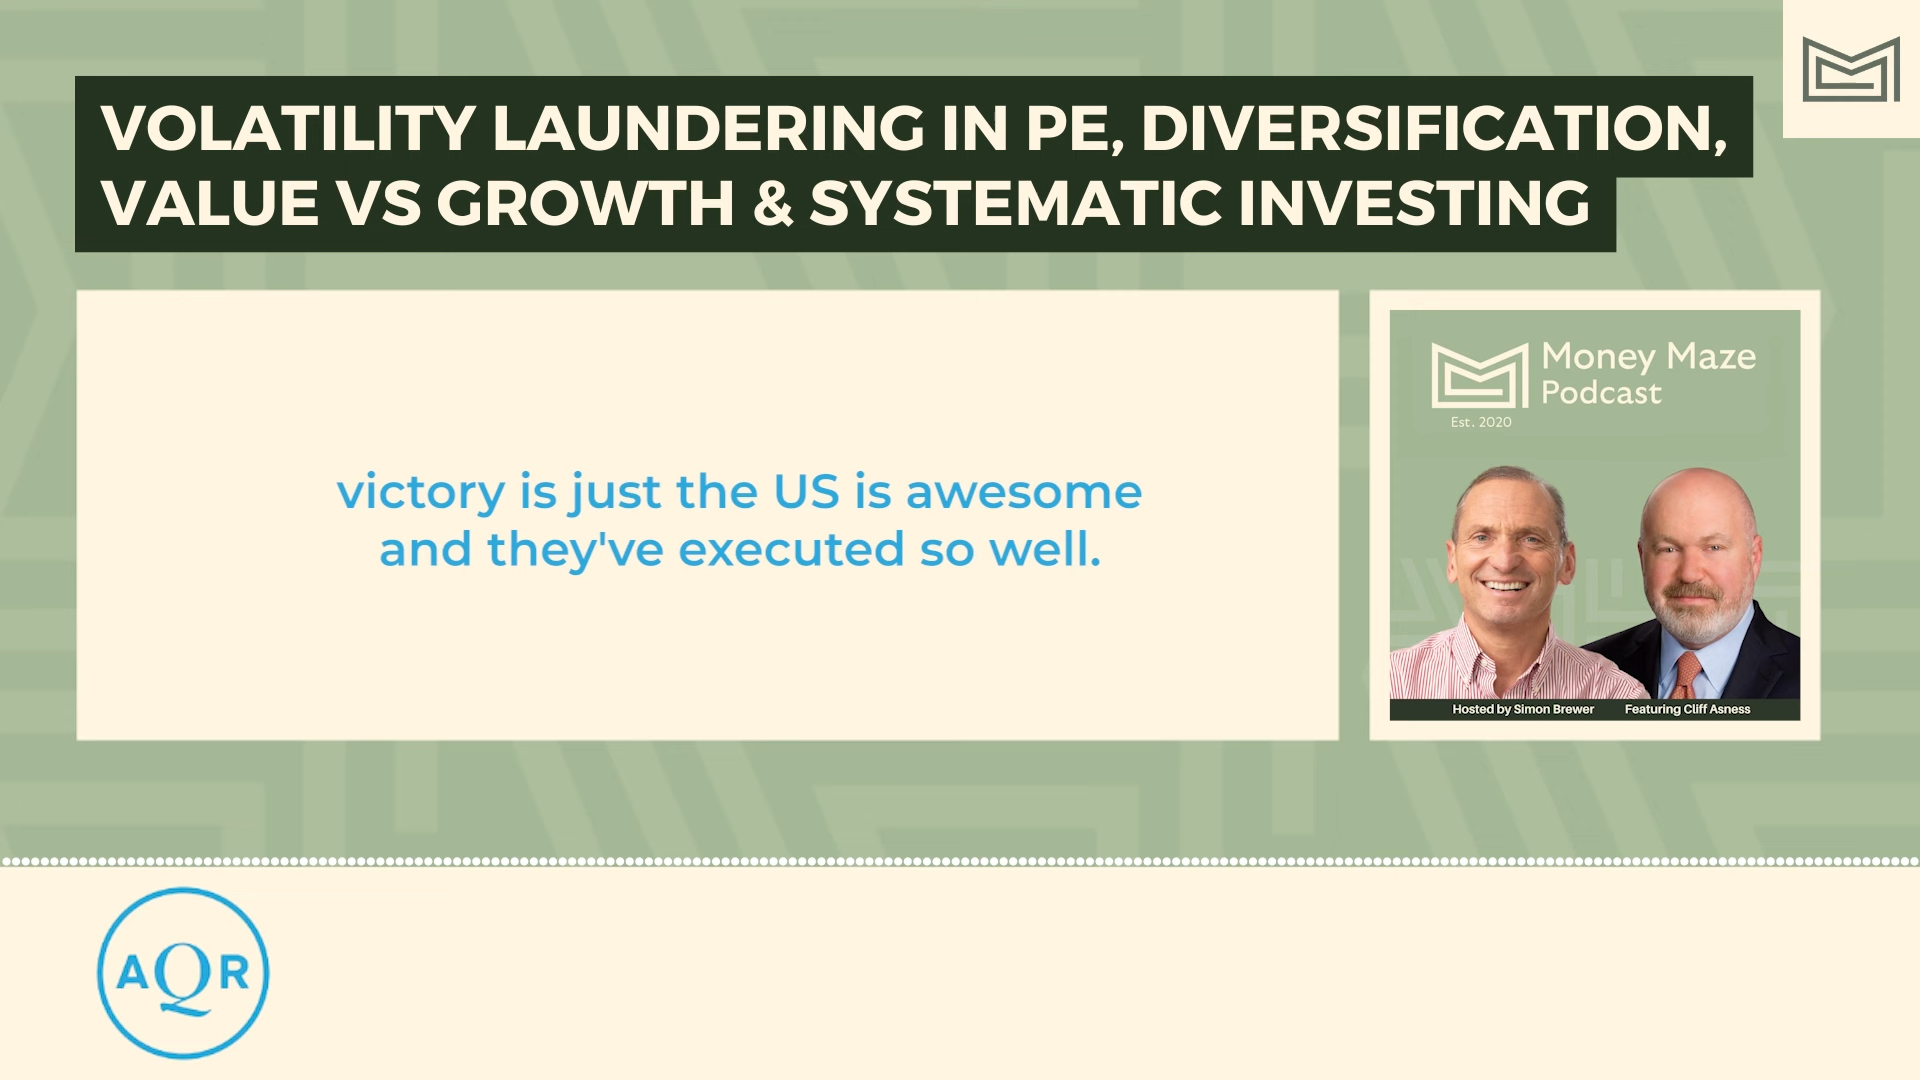 VOLATILITY LAUNDERING IN PE, DIVERSIFICATION,
VALUE VS GROWTH & SYSTEMATIC INVESTING
victory is just the US is awesome
and they've executed so well.
Money Maze
Podcast
Est. 2020
Hosted by Simon Brewer
Featuring Cliff Asness
AQR